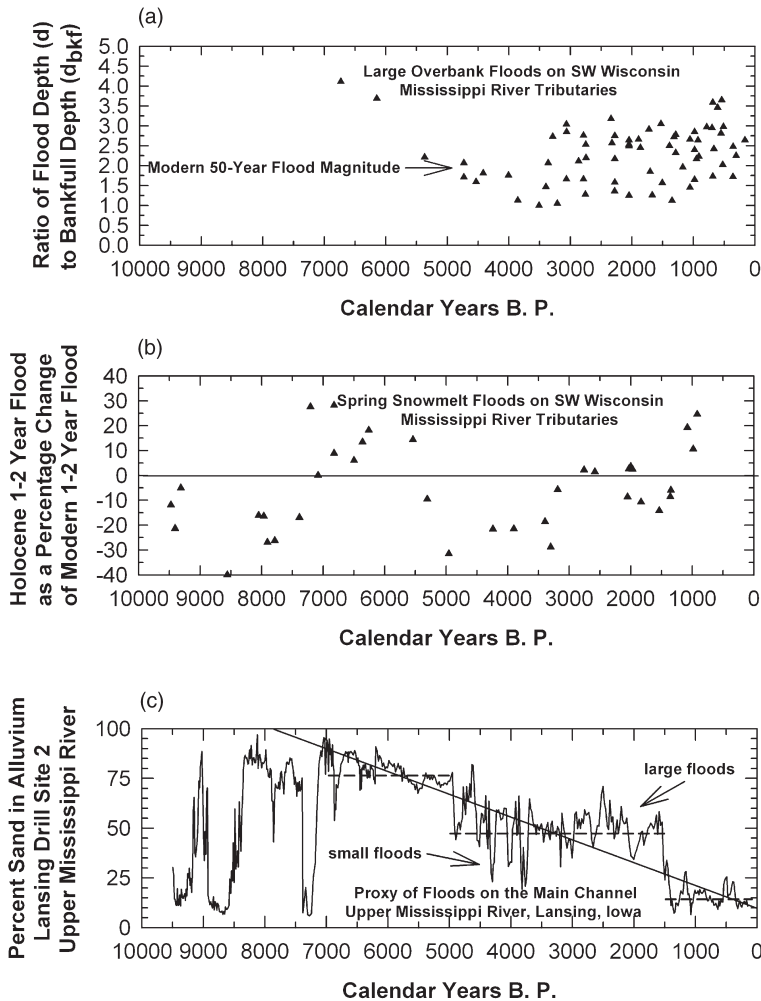 (a)
Ratio of Flood Depth (d)
to Bankfull Depth (dbkf)
5.0
4.5
4.0
3.5
3.0
2.5
2.0
1.5
1.0
0.5
0.0
Large Overbank Floods on SW Wisconsin
Mississippi River Tributaries
Modern 50-Year Flood Magnitude
10000 9000 8000 7000 6000 5000 4000 3000 2000 1000 0
Calendar Years B. P.
(b)
Holocene 1-2 Year Flood
as a Percentage Change
of Modern 1-2 Year Flood
40
30
20
10
0
-10
-20
-30
-40
Spring Snowmelt Floods on SW Wisconsin
Mississippi River Tributaries
10000 9000 8000 7000 6000 5000 4000 3000 2000 1000 0
Calendar Years B. P.
(c)
Percent Sand in Alluvium
Lansing Drill Site 2
Upper Mississippi River
100
75
50
25
0
large floods
small floods
Proxy of Floods on the Main Channel
Upper Mississippi River, Lansing, Iowa
10000 9000 8000 7000 6000 5000 4000 3000 2000 1000 0
Calendar Years B. P.